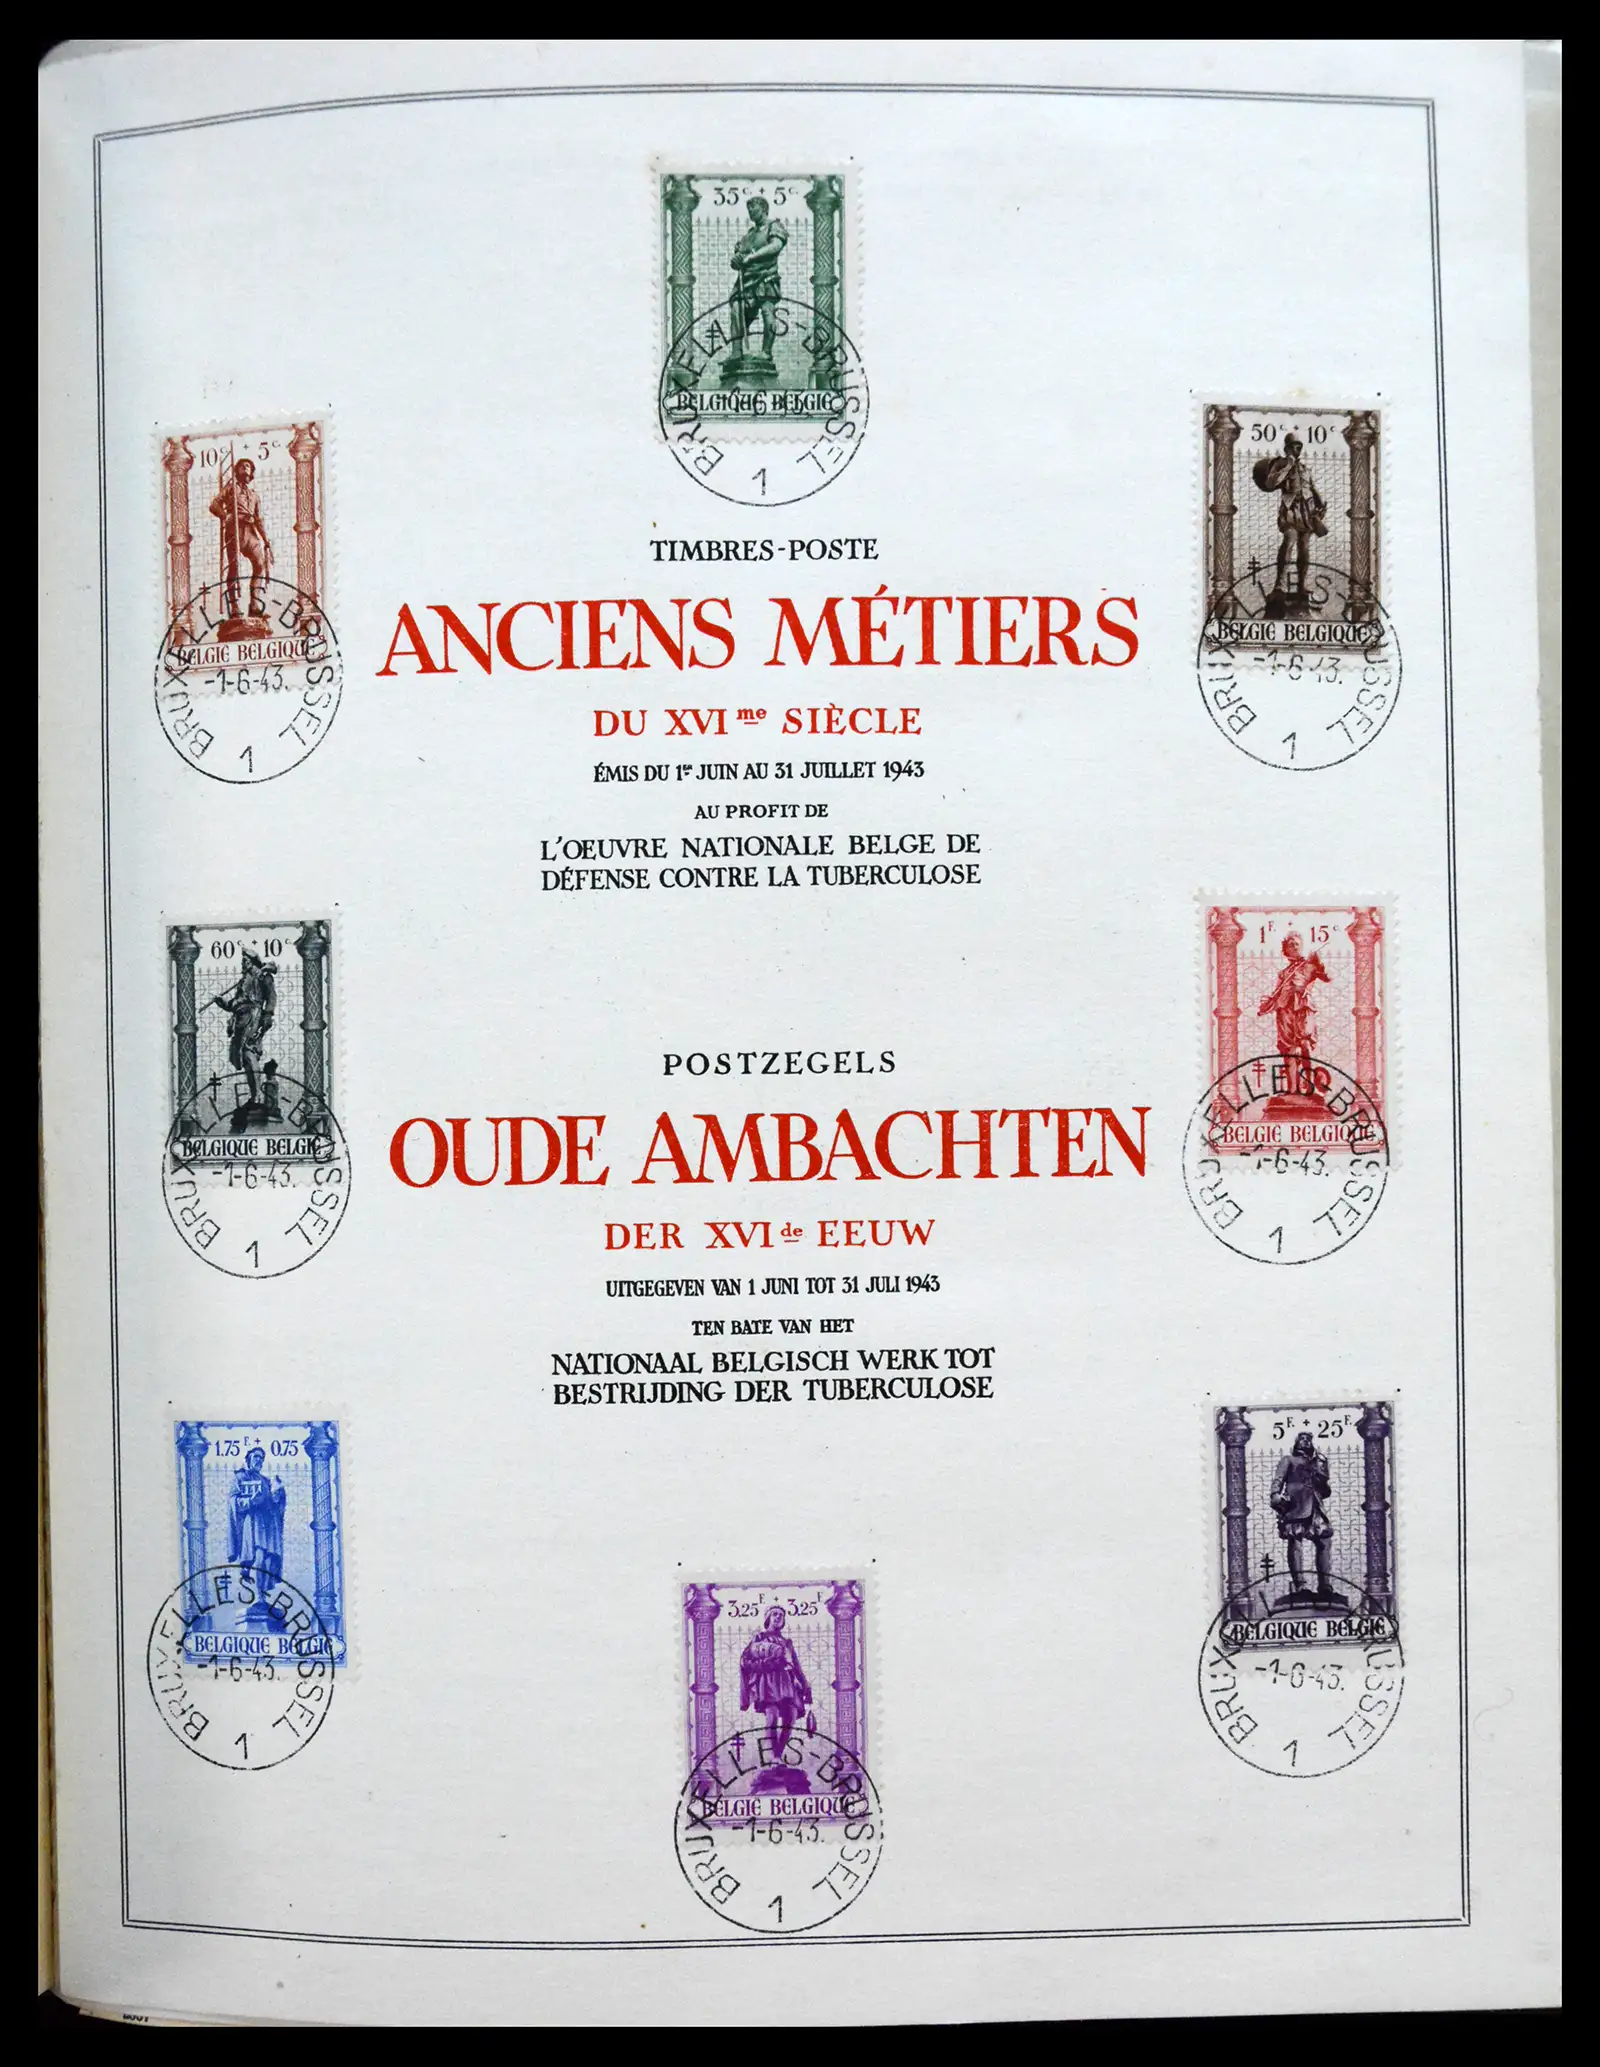 35c + 5c
BELGIQUE BELGIE
BRUXELLES-BRUSSEL
1
10c + 5c
BELGIE BELGIQUE
BRUXELLES-BRUSSEL
-1-6-43.
1
50c + 10c
BELGIE BELGIQUE
BRUXELLES-BRUSSEL
-1-6-43.
1
TIMBRES-POSTE
ANCIENS MÉTIERS
DU XVIme SIÈCLE
ÉMIS DU 1er JUIN AU 31 JUILLET 1943
AU PROFIT DE
L'OEUVRE NATIONALE BELGE DE
DÉFENSE CONTRE LA TUBERCULOSE
60c + 10c
BELGIQUE BELGIE
BRUXELLES-BRUSSEL
-1-6-43.
1
1F. + 15c
BELGIE BELGIQUE
BRUXELLES-BRUSSEL
-1-6-43.
1
POSTZEGELS
OUDE AMBACHTEN
DER XVIde EEUW
UITGEGEVEN VAN 1 JUNI TOT 31 JULI 1943
TEN BATE VAN HET
NATIONAAL BELGISCH WERK TOT
BESTRIJDING DER TUBERCULOSE
1.75F. + 0.75
BELGIQUE BELGIE
BRUXELLES-BRUSSEL
-1-6-43.
1
5F. + 25F.
BELGIQUE BELGIE
BRUXELLES-BRUSSEL
-1-6-43.
1
3.25F. + 3.25F.
BELGIE BELGIQUE
BRUXELLES-BRUSSEL
-1-6-43.
1